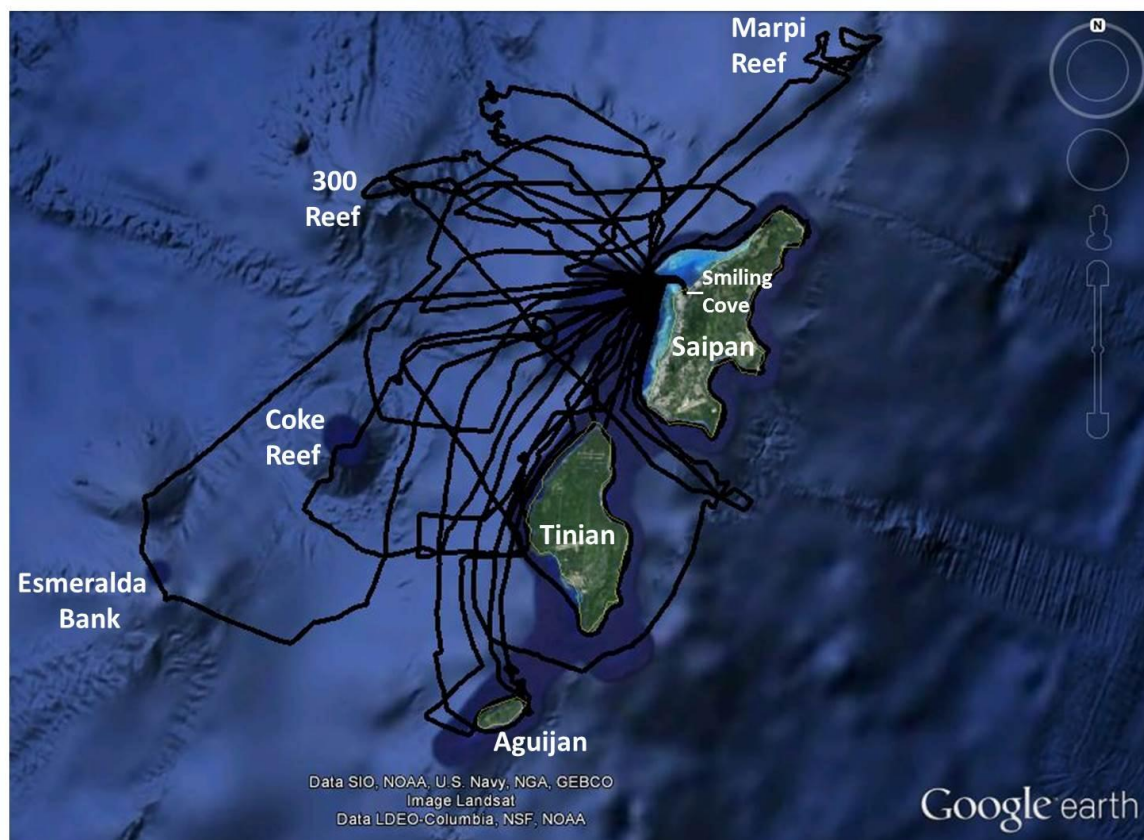 Marpi
Reef
N
300
Reef
Smiling
Cove
Saipan
Coke
Reef
Tinian
Esmeralda
Bank
Aguijan
Data SIO, NOAA, U.S. Navy, NGA, GEBCO
Image Landsat
Data LDEO-Columbia, NSF, NOAA
Google earth